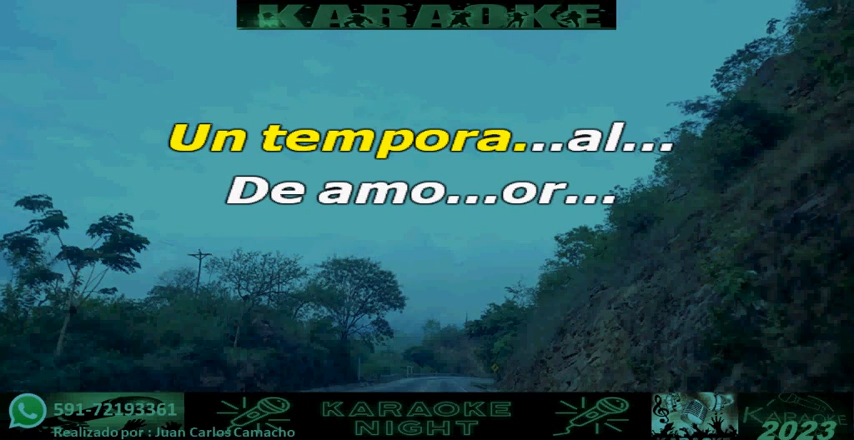 KARAOKE
Un tempora...al...
De amo...or...
591-72193361
Realizado por : Juan Carlos Camacho
KARAOKE
NIGHT
KARAOKE
2023